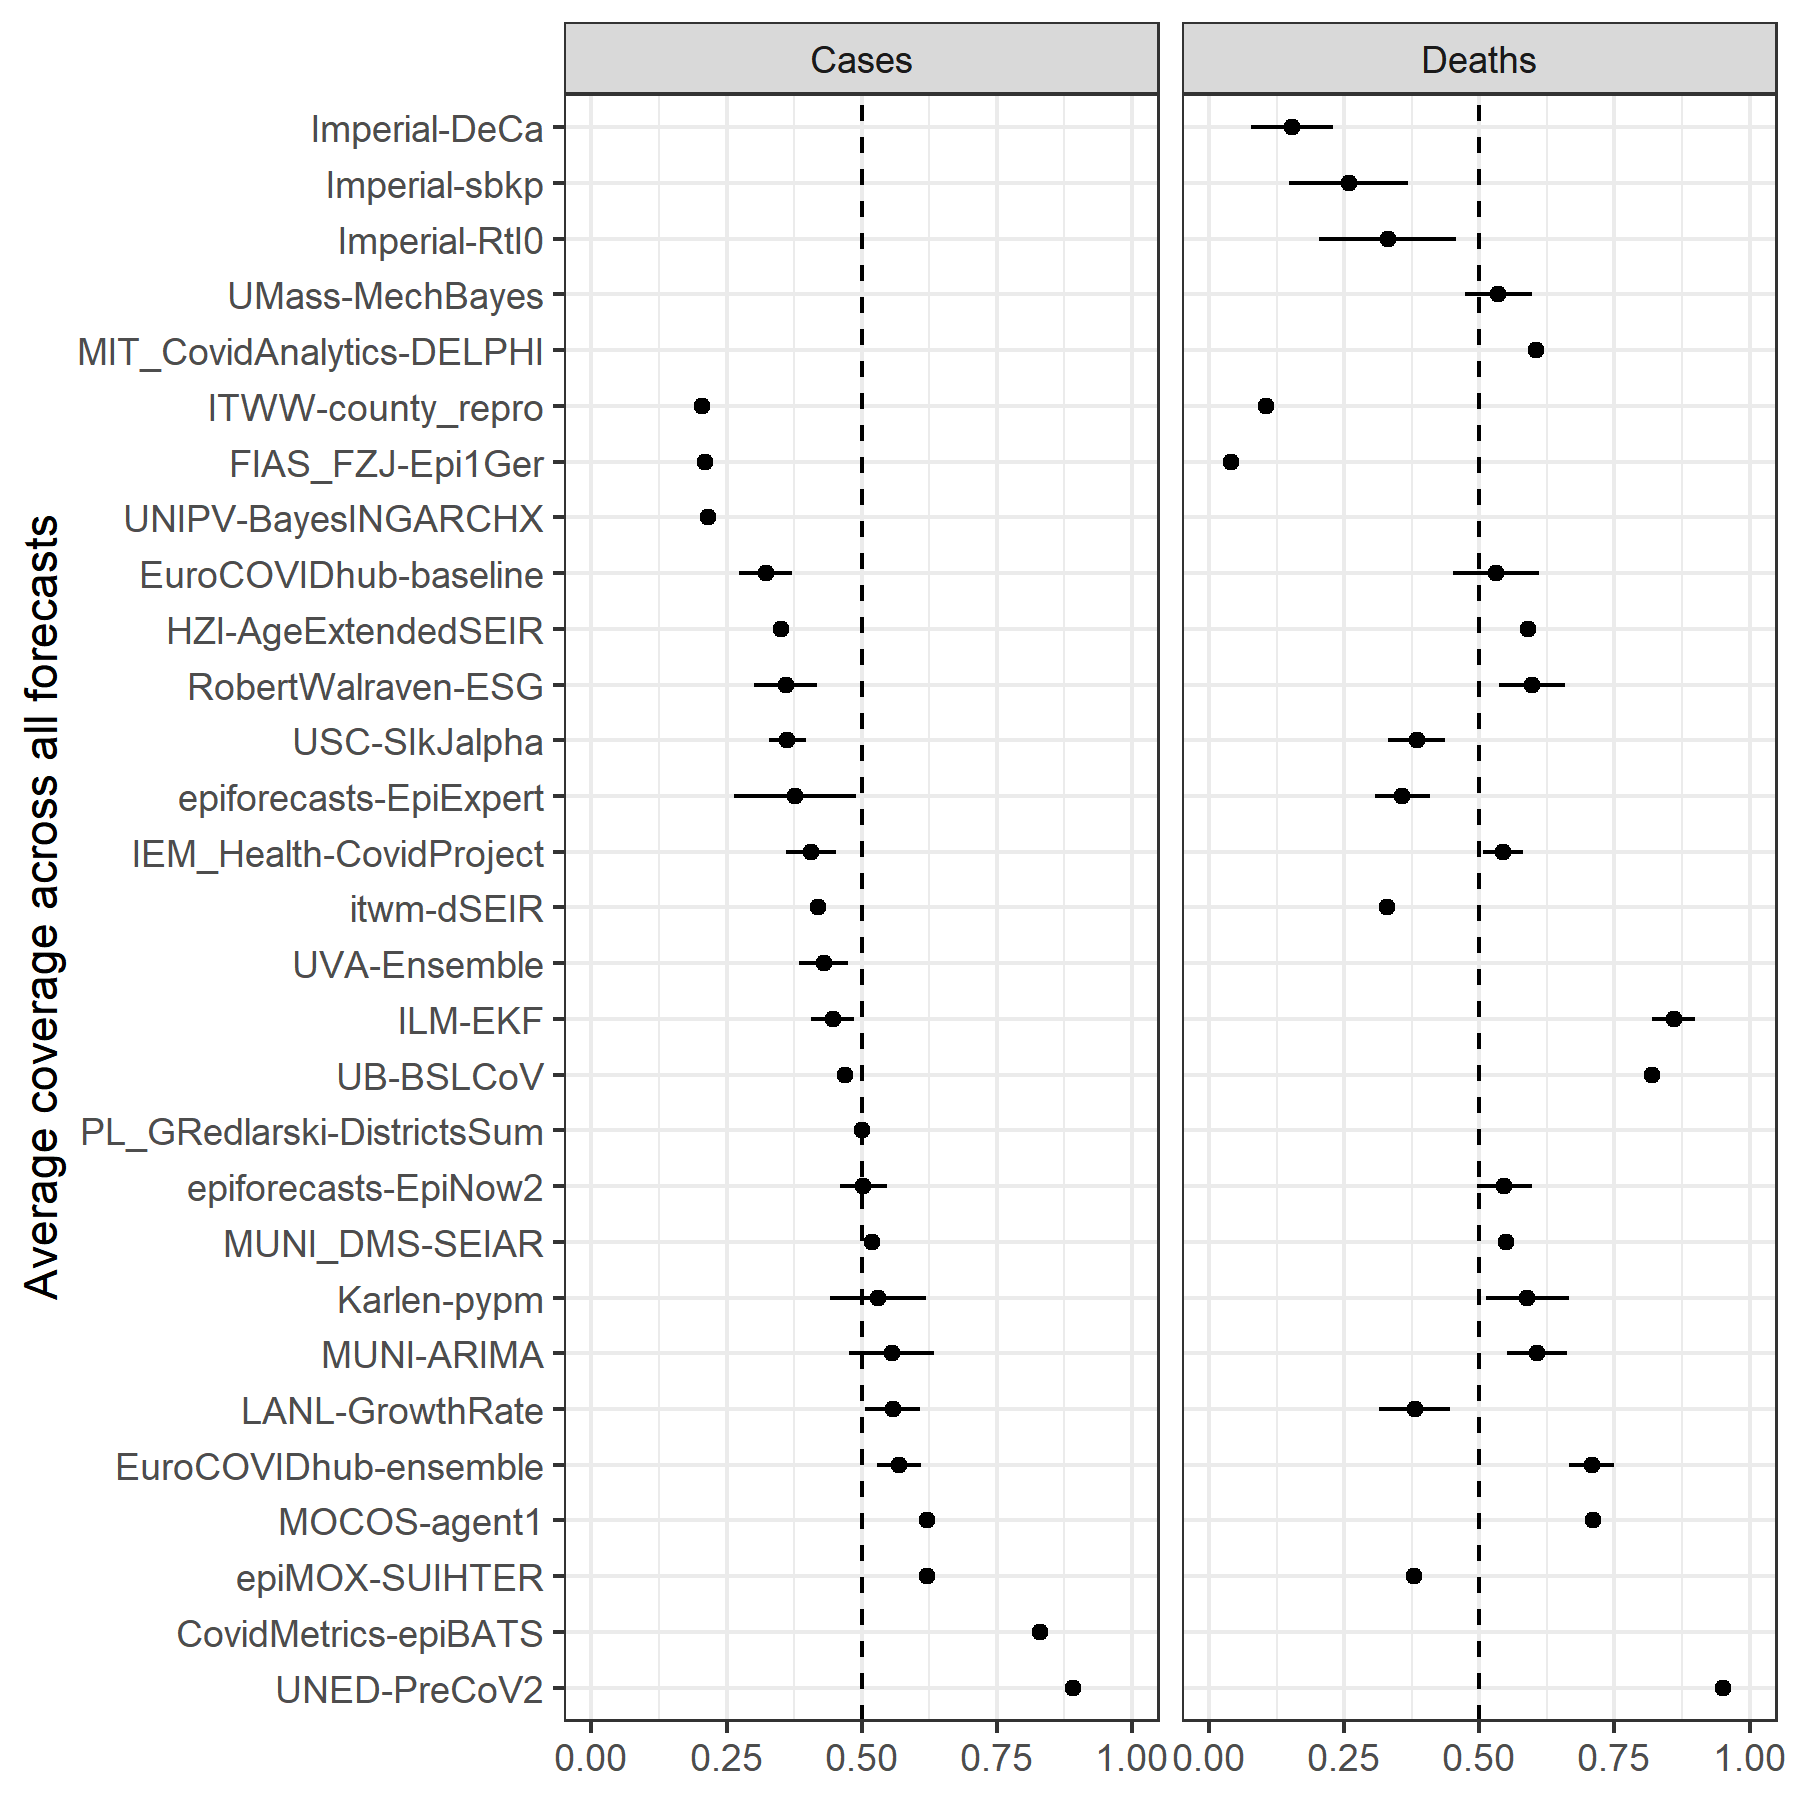 Cases
Deaths
Average coverage across all forecasts
Imperial-DeCa
Imperial-sbkp
Imperial-RtI0
UMass-MechBayes
MIT_CovidAnalytics-DELPHI
ITWW-county_repro
FIAS_FZJ-Epi1Ger
UNIPV-BayesINGARCHX
EuroCOVIDhub-baseline
HZI-AgeExtendedSEIR
RobertWalraven-ESG
USC-SIkJalpha
epiforecasts-EpiExpert
IEM_Health-CovidProject
itwm-dSEIR
UVA-Ensemble
ILM-EKF
UB-BSLCoV
PL_GRedlarski-DistrictsSum
epiforecasts-EpiNow2
MUNI_DMS-SEIAR
Karlen-pypm
MUNI-ARIMA
LANL-GrowthRate
EuroCOVIDhub-ensemble
MOCOS-agent1
epiMOX-SUIHTER
CovidMetrics-epiBATS
UNED-PreCoV2
0.00 0.25 0.50 0.75 1.00
0.00 0.25 0.50 0.75 1.00